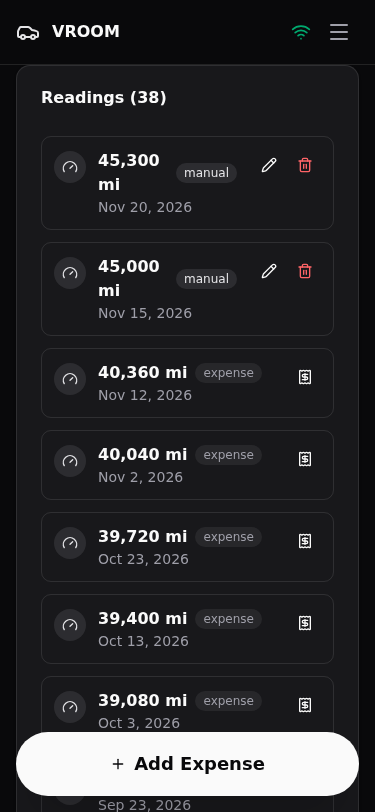 VROOM
Readings (38)
45,300
mi
manual
Nov 20, 2026
45,000
mi
manual
Nov 15, 2026
40,360 mi expense
Nov 12, 2026
40,040 mi expense
Nov 2, 2026
39,720 mi expense
Oct 23, 2026
39,400 mi expense
Oct 13, 2026
39,080 mi expense
Oct 3, 2026
+ Add Expense
Sep 23, 2026